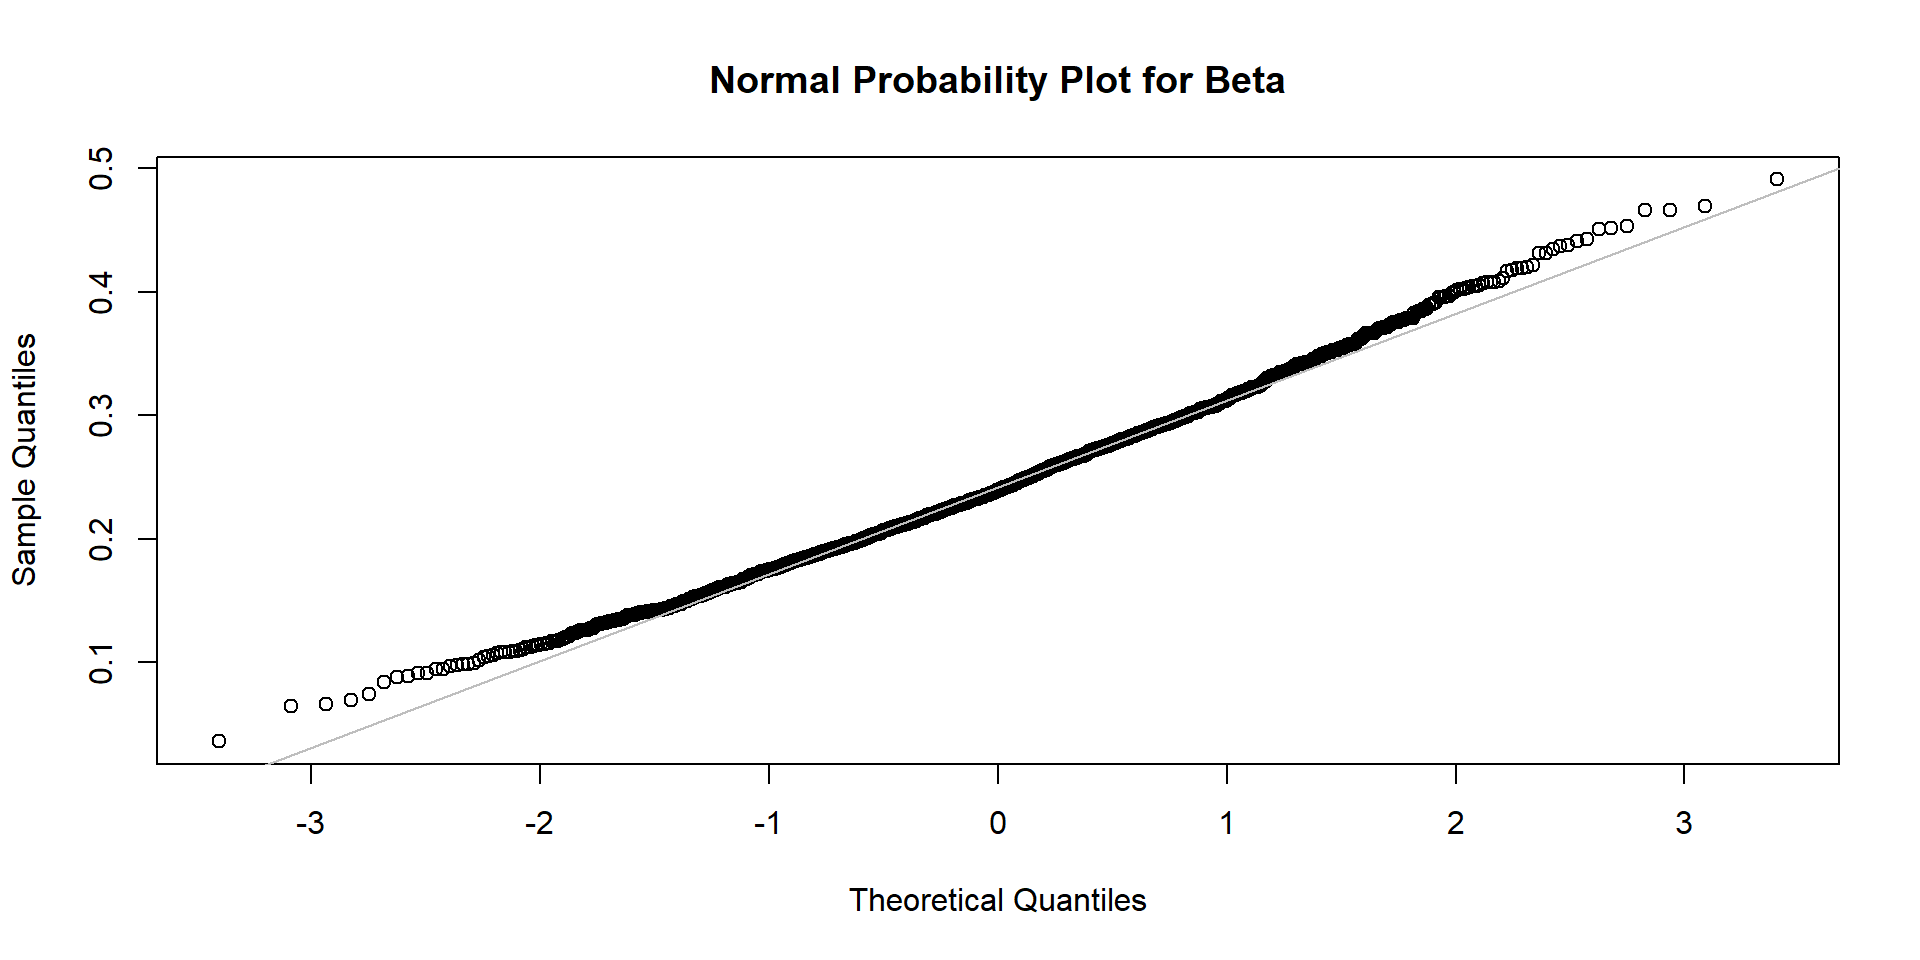 Normal Probability Plot for Beta
Sample Quantiles
0.5
0.4
0.3
0.2
0.1
-3 -2 -1 0 1 2 3
Theoretical Quantiles